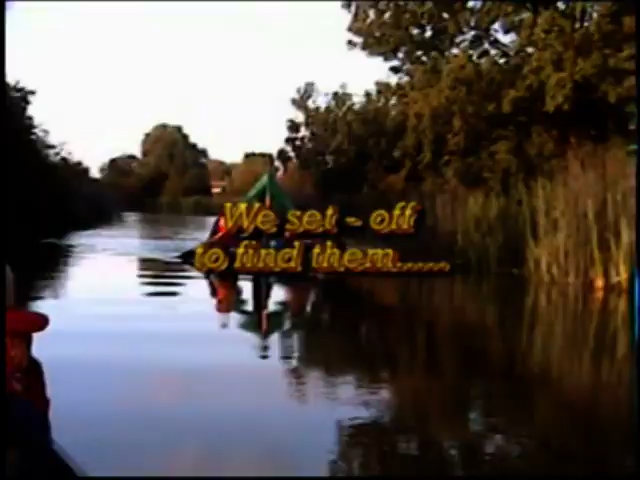 We set - off
to find them.....